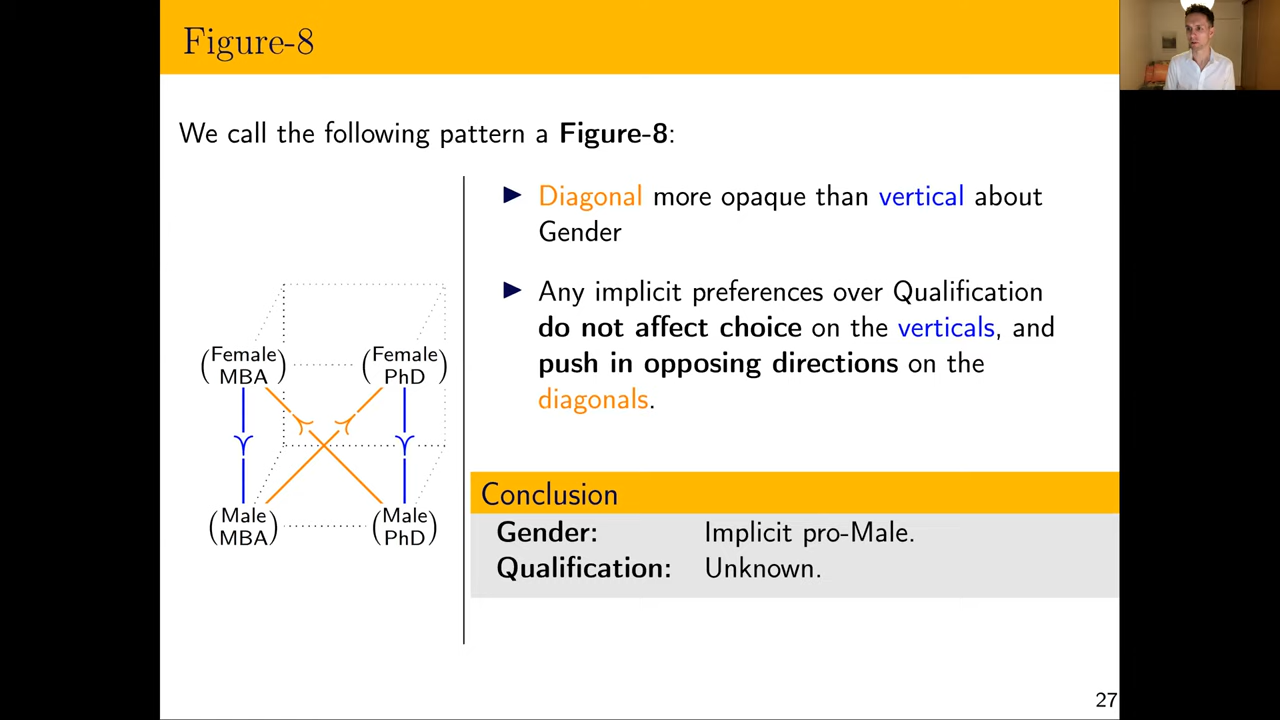 Figure-8
We call the following pattern a Figure-8:
▶ Diagonal more opaque than vertical about
Gender
▶ Any implicit preferences over Qualification
do not affect choice on the verticals, and
push in opposing directions on the
diagonals.
(Female MBA)
(Female PhD)
(Male MBA)
(Male PhD)
Conclusion
Gender: Implicit pro-Male.
Qualification: Unknown.
27